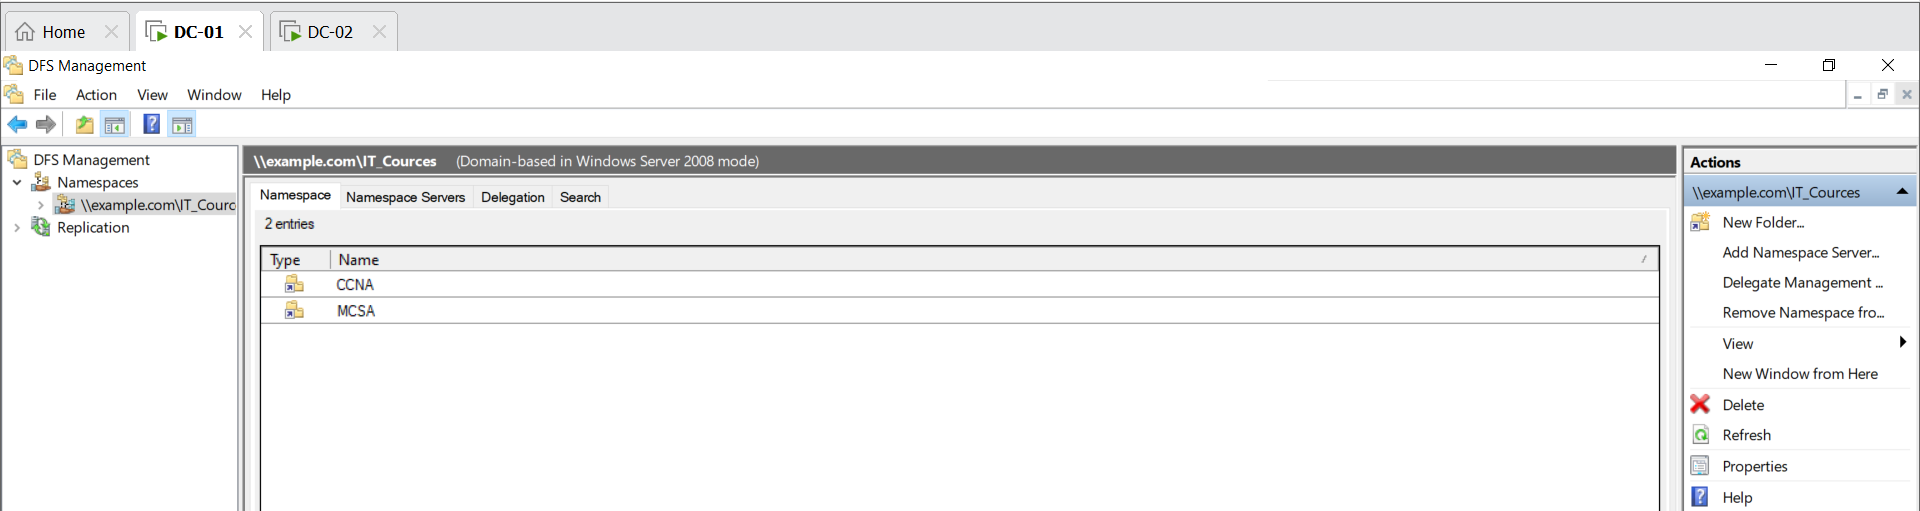 Home
DC-01
DC-02
DFS Management
File Action View Window Help
DFS Management
Namespaces
\\example.com\IT_Courc
Replication
\\example.com\IT_Cources (Domain-based in Windows Server 2008 mode)
Namespace Namespace Servers Delegation Search
2 entries
Type Name
CCNA
MCSA
Actions
\\example.com\IT_Cources
New Folder...
Add Namespace Server...
Delegate Management ...
Remove Namespace fro...
View
New Window from Here
Delete
Refresh
Properties
Help